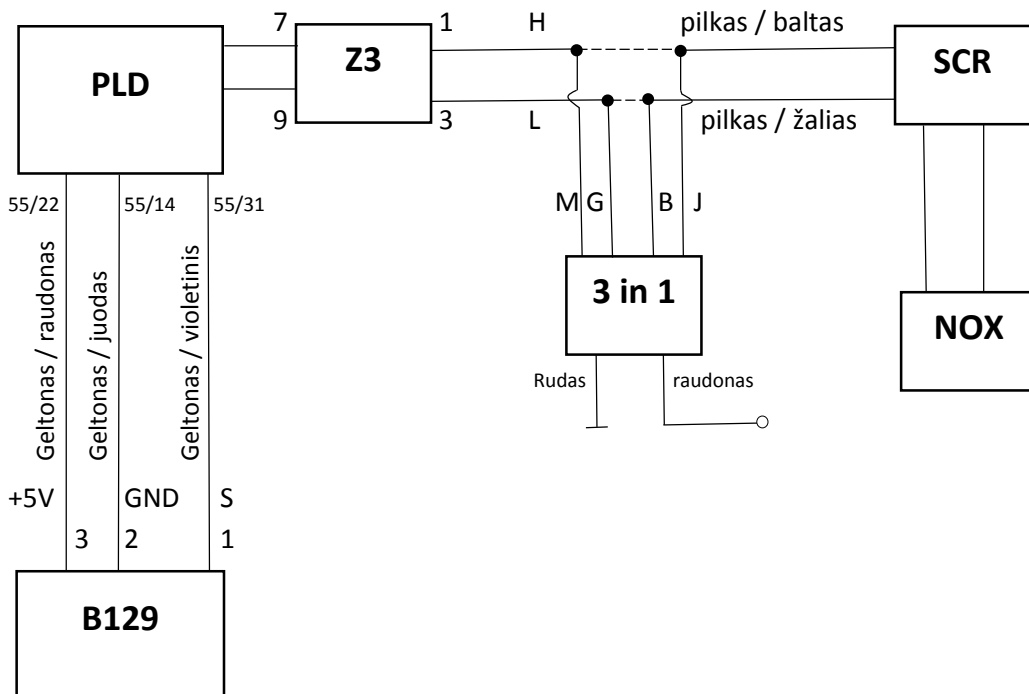 7
1
H
pilkas / baltas
PLD
Z3
SCR
9
3
L
pilkas / žalias
55/22
55/14
55/31
M
G
B
J
Geltonas / raudonas
Geltonas / juodas
Geltonas / violetinis
3 in 1
NOX
Rudas
raudonas
+5V
GND
S
3
2
1
B129